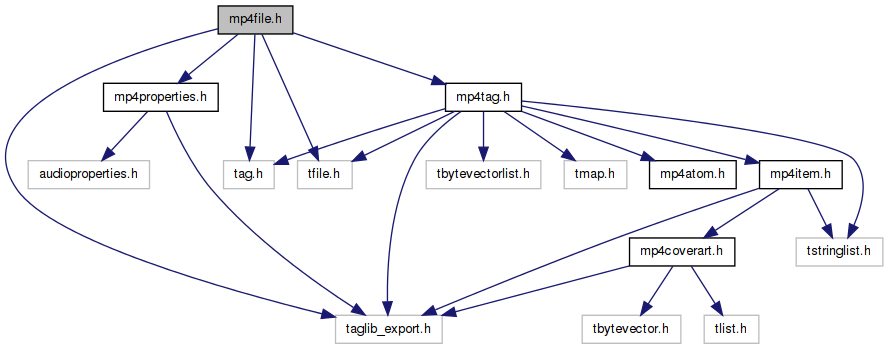 mp4file.h
mp4properties.h
mp4tag.h
audioproperties.h
tag.h
tfile.h
tbytevectorlist.h
tmap.h
mp4atom.h
mp4item.h
mp4coverart.h
tstringlist.h
taglib_export.h
tbytevector.h
tlist.h